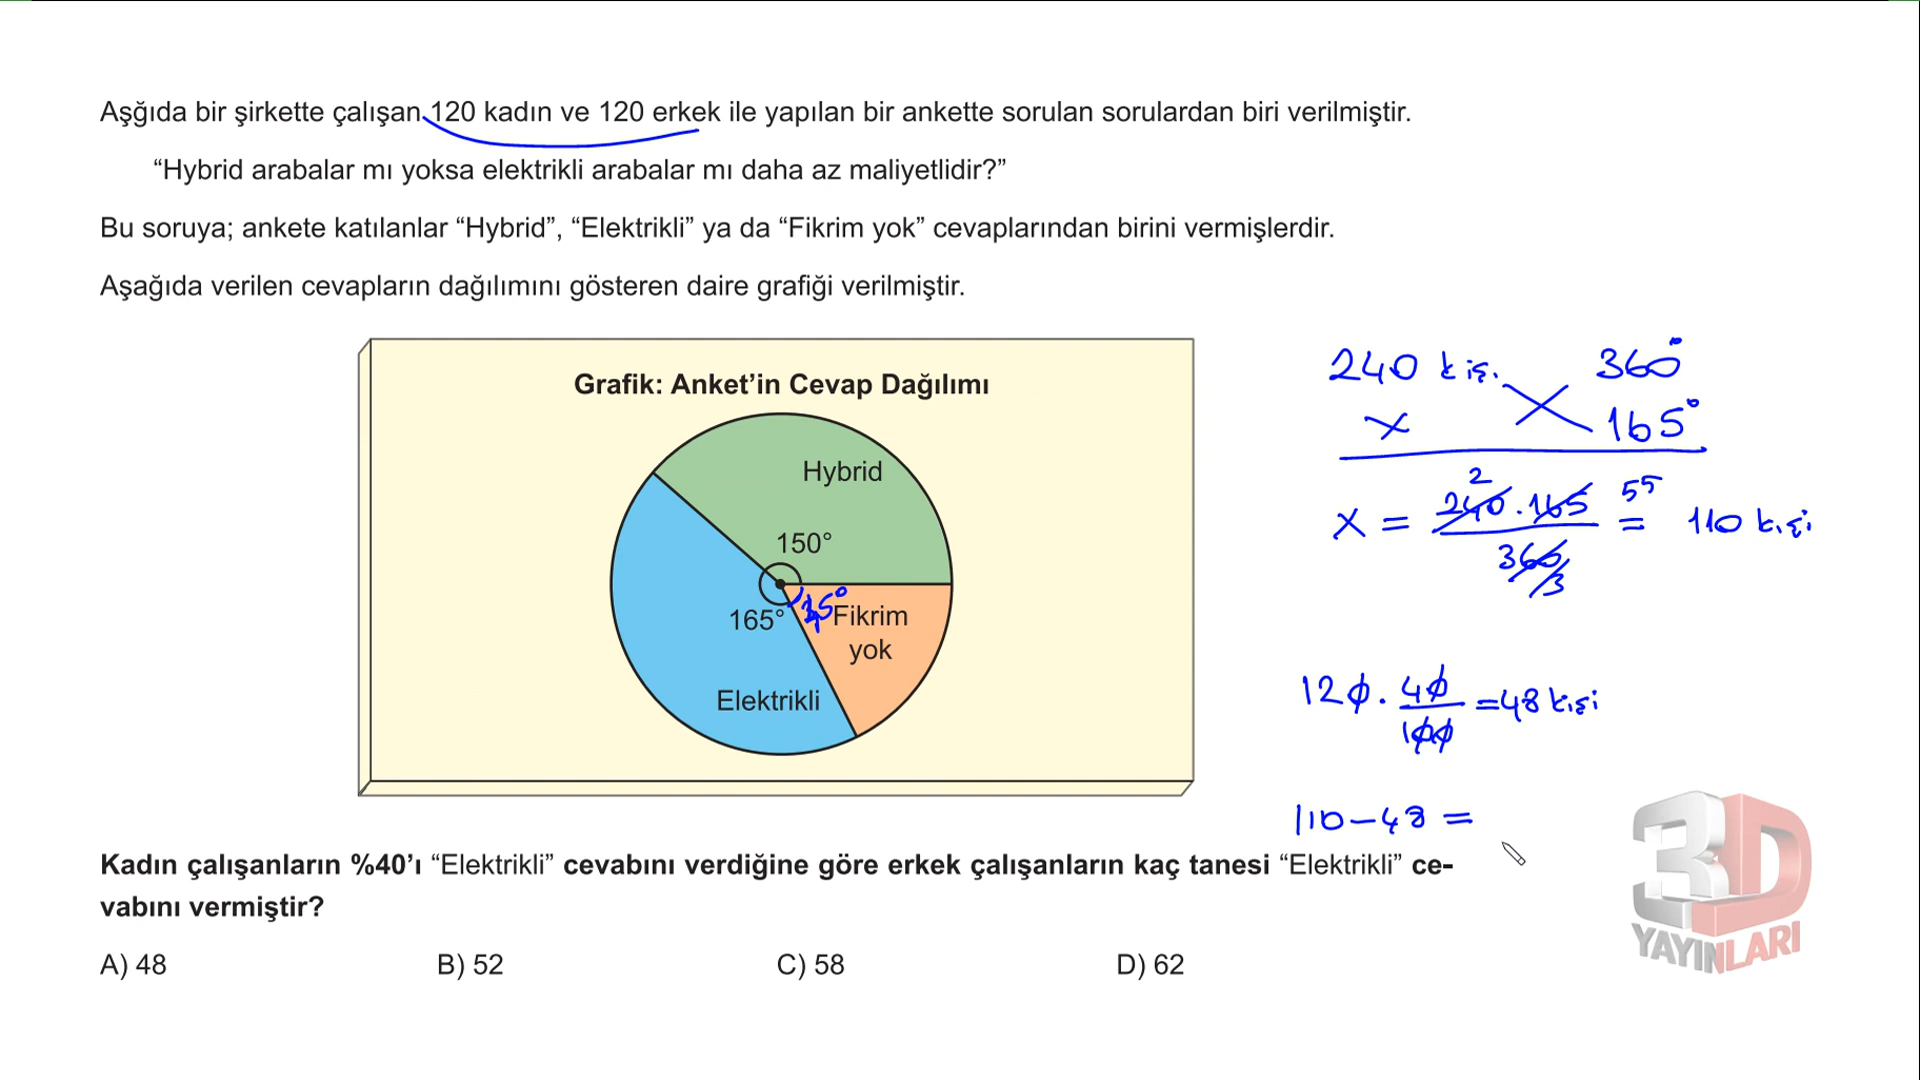 Aşğıda bir şirkette çalışan 120 kadın ve 120 erkek ile yapılan bir ankette sorulan sorulardan biri verilmiştir.
“Hybrid arabalar mı yoksa elektrikli arabalar mı daha az maliyetlidir?”
Bu soruya; ankete katılanlar “Hybrid”, “Elektrikli” ya da “Fikrim yok” cevaplarından birini vermişlerdir.
Aşağıda verilen cevapların dağılımını gösteren daire grafiği verilmiştir.
Grafik: Anket’in Cevap Dağılımı
Hybrid
150°
165°
45°
Fikrim
yok
Elektrikli
240 kiş. 360°
x 165°
2
x = 240 . 165 / 360 = 55 110 kişi
3
120 . 40 / 100 = 48 kişi
110 – 48 =
Kadın çalışanların %40’ı “Elektrikli” cevabını verdiğine göre erkek çalışanların kaç tanesi “Elektrikli” ce-
vabını vermiştir?
A) 48 B) 52 C) 58 D) 62
3D
YAYINLARI